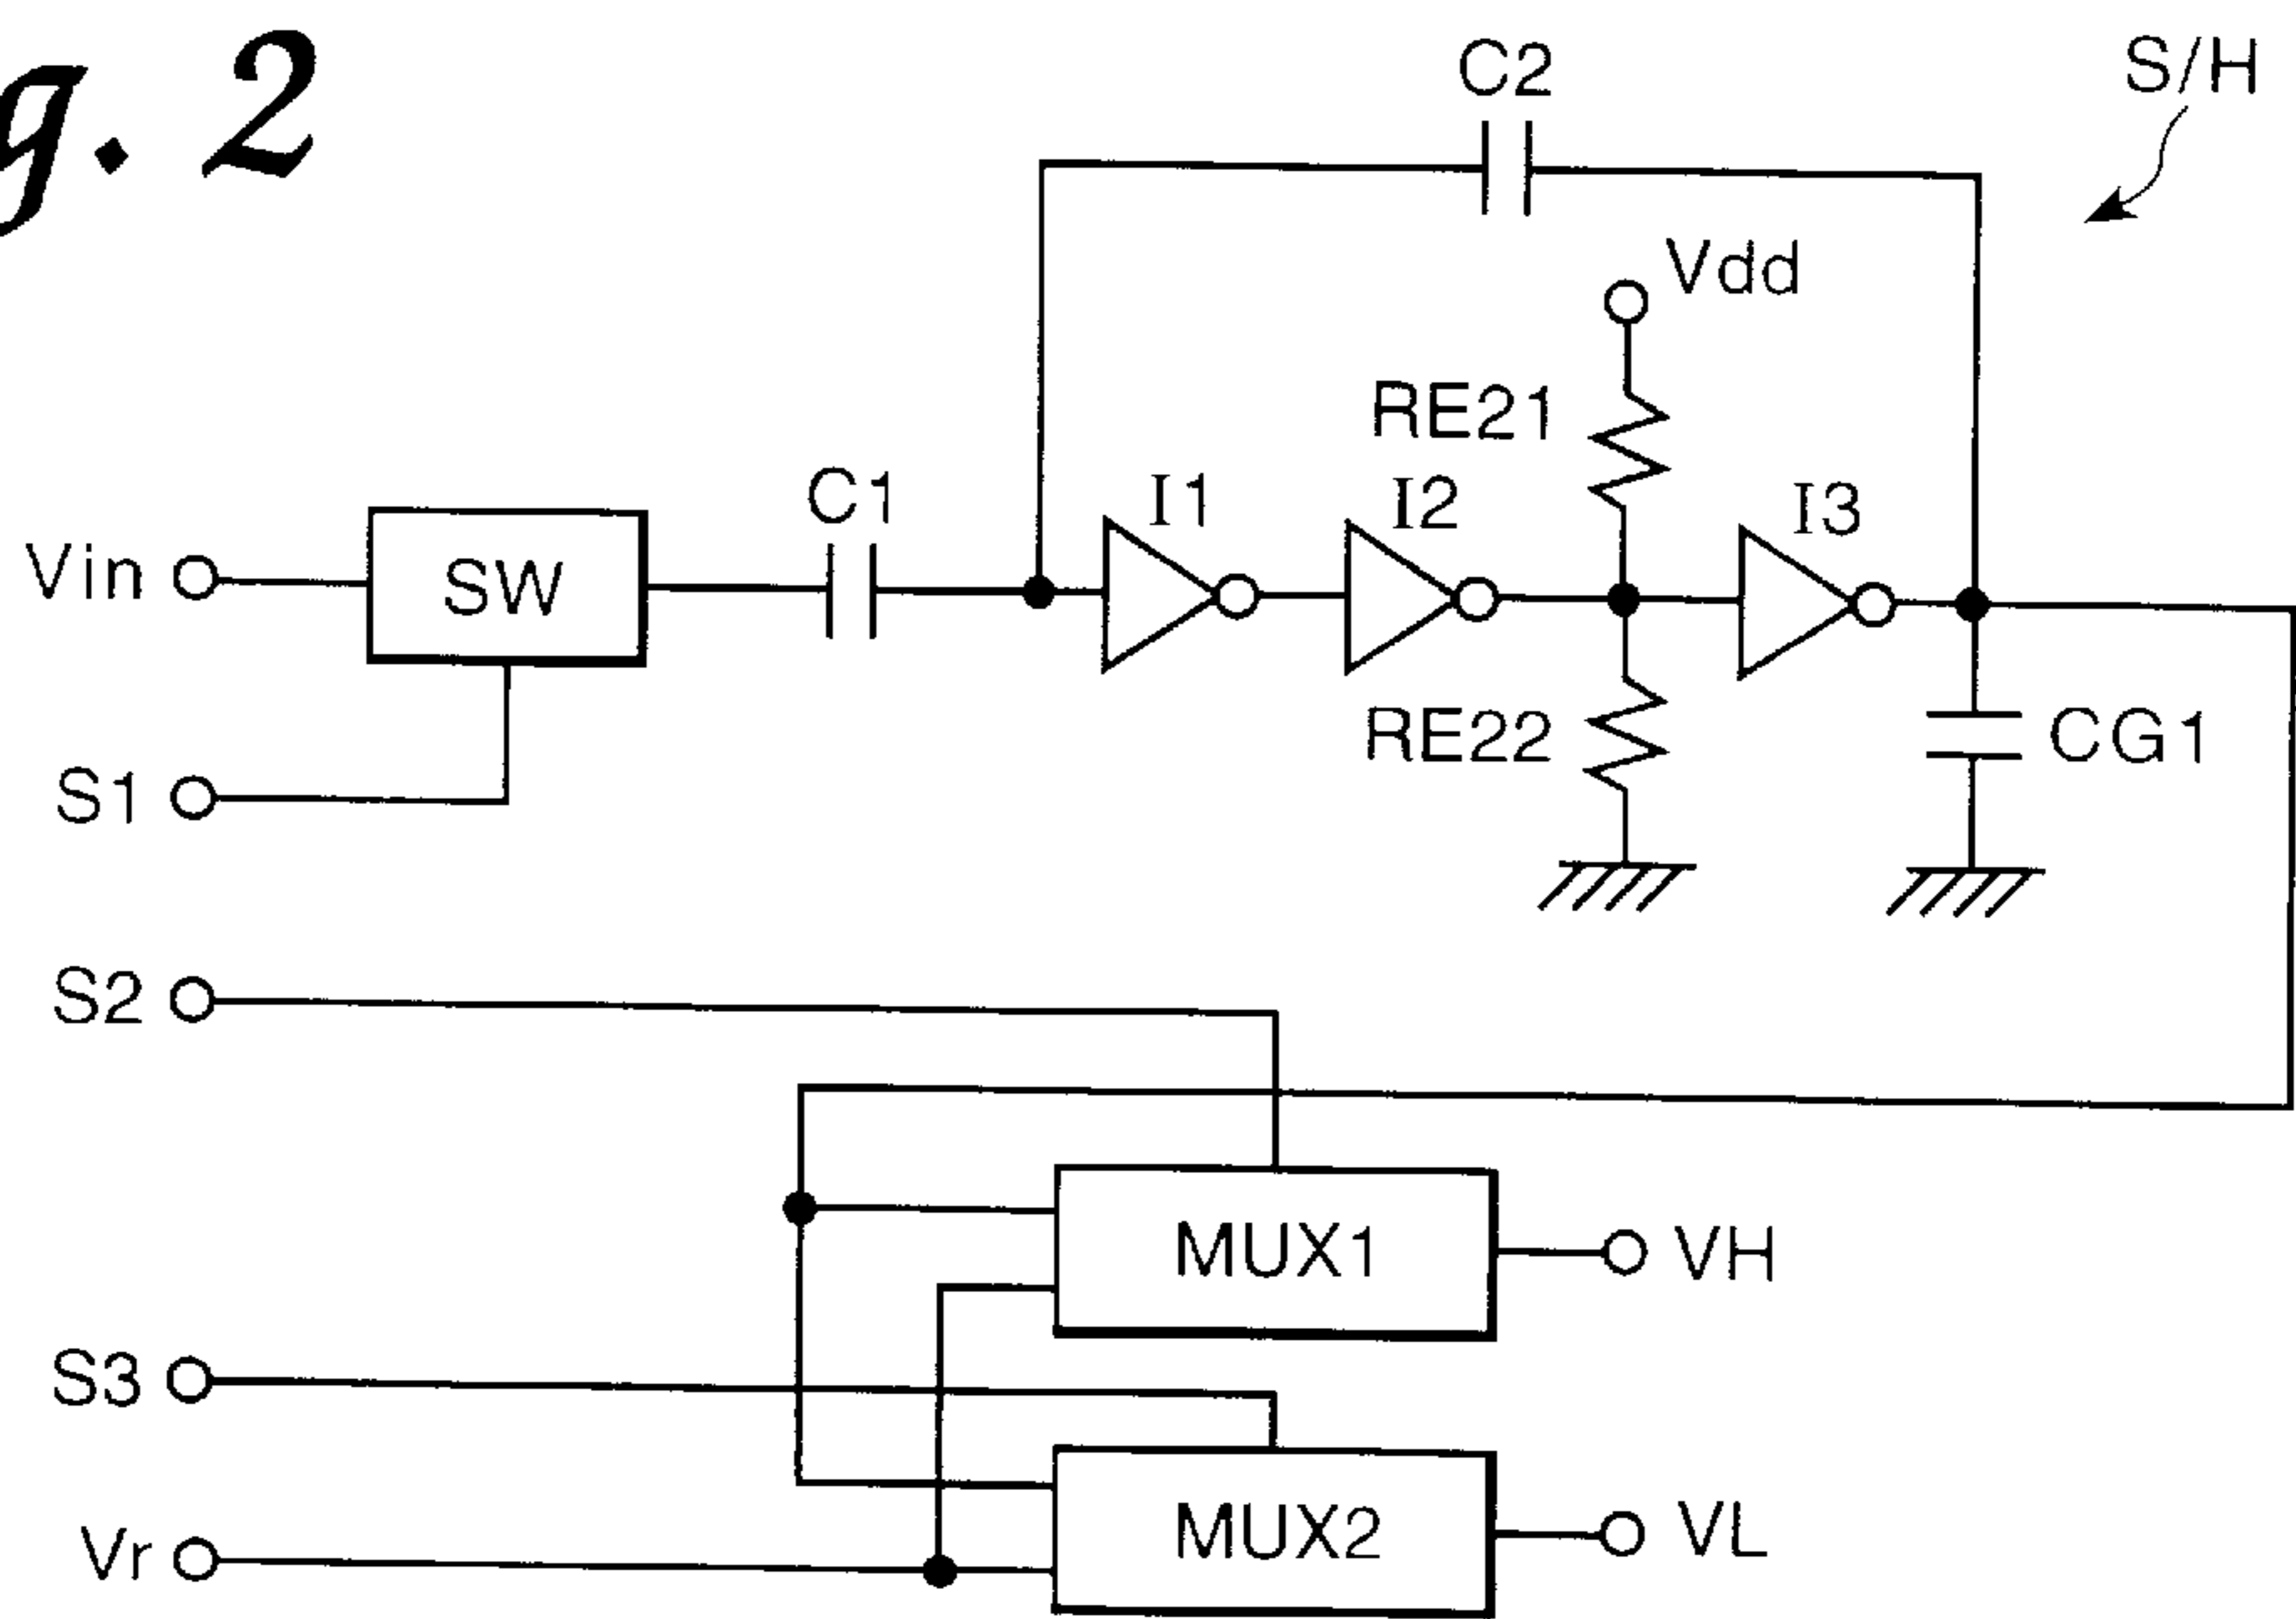 g. 2
C2
S/H
Vdd
RE21
C1
I1
I2
I3
Vin
SW
RE22
CG1
S1
S2
MUX1
VH
S3
MUX2
VL
Vr